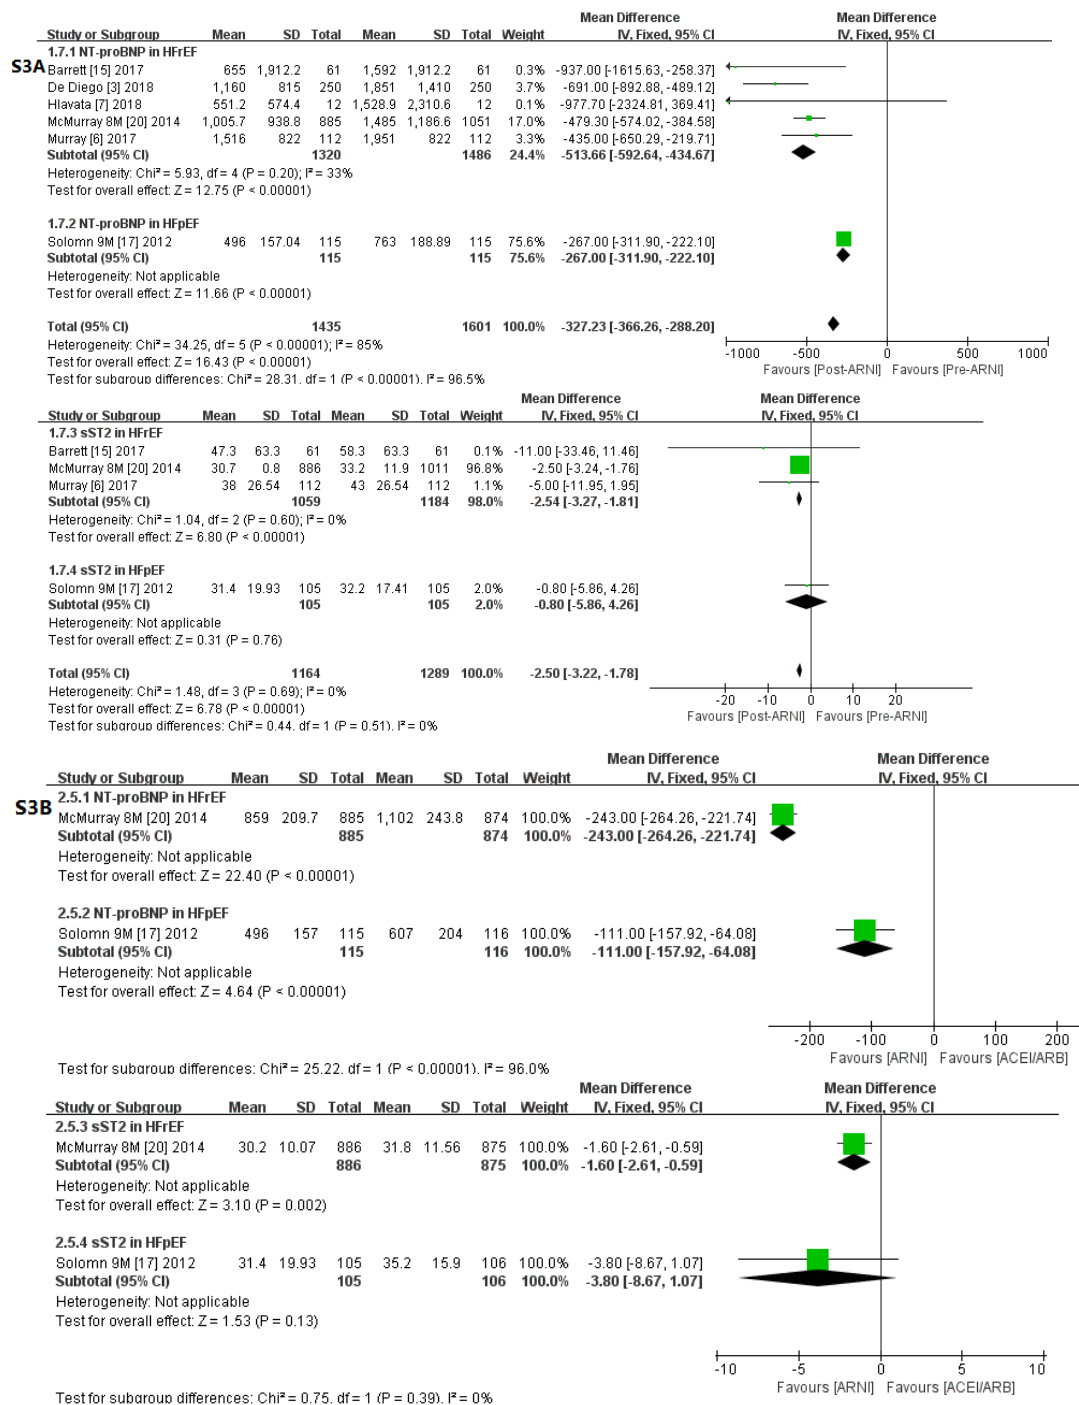 Mean Difference Mean Difference
Study or Subgroup Mean SD Total Mean SD Total Weight IV, Fixed, 95% CI IV, Fixed, 95% CI
S3A
1.7.1 NT-proBNP in HFrEF
Barrett [15] 2017 655 1,912.2 61 1,592 1,912.2 61 0.3% -937.00 [-1615.63, -258.37]
De Diego [3] 2018 1,160 815 250 1,851 1,410 250 3.7% -691.00 [-892.88, -489.12]
Hlavata [7] 2018 551.2 574.4 12 1,528.9 2,310.6 12 0.1% -977.70 [-2324.81, 369.41]
McMurray 8M [20] 2014 1,005.7 938.8 885 1,485 1,186.6 1051 17.0% -479.30 [-574.02, -384.58]
Murray [6] 2017 1,516 822 112 1,951 822 112 3.3% -435.00 [-650.29, -219.71]
Subtotal (95% CI) 1320 1486 24.4% -513.66 [-592.64, -434.67]
Heterogeneity: Chi² = 5.93, df = 4 (P = 0.20); I² = 33%
Test for overall effect: Z = 12.75 (P < 0.00001)
1.7.2 NT-proBNP in HFpEF
Solomn 9M [17] 2012 496 157.04 115 763 188.89 115 75.6% -267.00 [-311.90, -222.10]
Subtotal (95% CI) 115 115 75.6% -267.00 [-311.90, -222.10]
Heterogeneity: Not applicable
Test for overall effect: Z = 11.66 (P < 0.00001)
Total (95% CI) 1435 1601 100.0% -327.23 [-366.26, -288.20]
Heterogeneity: Chi² = 34.25, df = 5 (P < 0.00001); I² = 85%
Test for overall effect: Z = 16.43 (P < 0.00001)
Test for subgroup differences: Chi² = 28.31. df = 1 (P < 0.00001). I² = 96.5%
-1000 -500 0 500 1000
Favours [Post-ARNI] Favours [Pre-ARNI]
Mean Difference Mean Difference
Study or Subgroup Mean SD Total Mean SD Total Weight IV, Fixed, 95% CI IV, Fixed, 95% CI
1.7.3 sST2 in HFrEF
Barrett [15] 2017 47.3 63.3 61 58.3 63.3 61 0.1% -11.00 [-33.46, 11.46]
McMurray 8M [20] 2014 30.7 0.8 886 33.2 11.9 1011 96.8% -2.50 [-3.24, -1.76]
Murray [6] 2017 38 26.54 112 43 26.54 112 1.1% -5.00 [-11.95, 1.95]
Subtotal (95% CI) 1059 1184 98.0% -2.54 [-3.27, -1.81]
Heterogeneity: Chi² = 1.04, df = 2 (P = 0.60); I² = 0%
Test for overall effect: Z = 6.80 (P < 0.00001)
1.7.4 sST2 in HFpEF
Solomn 9M [17] 2012 31.4 19.93 105 32.2 17.41 105 2.0% -0.80 [-5.86, 4.26]
Subtotal (95% CI) 105 105 2.0% -0.80 [-5.86, 4.26]
Heterogeneity: Not applicable
Test for overall effect: Z = 0.31 (P = 0.76)
Total (95% CI) 1164 1289 100.0% -2.50 [-3.22, -1.78]
Heterogeneity: Chi² = 1.48, df = 3 (P = 0.69); I² = 0%
Test for overall effect: Z = 6.78 (P < 0.00001)
Test for subgroup differences: Chi² = 0.44. df = 1 (P = 0.51). I² = 0%
-20 -10 0 10 20
Favours [Post-ARNI] Favours [Pre-ARNI]
Mean Difference Mean Difference
Study or Subgroup Mean SD Total Mean SD Total Weight IV, Fixed, 95% CI IV, Fixed, 95% CI
S3B
2.5.1 NT-proBNP in HFrEF
McMurray 8M [20] 2014 859 209.7 885 1,102 243.8 874 100.0% -243.00 [-264.26, -221.74]
Subtotal (95% CI) 885 874 100.0% -243.00 [-264.26, -221.74]
Heterogeneity: Not applicable
Test for overall effect: Z = 22.40 (P < 0.00001)
2.5.2 NT-proBNP in HFpEF
Solomn 9M [17] 2012 496 157 115 607 204 116 100.0% -111.00 [-157.92, -64.08]
Subtotal (95% CI) 115 116 100.0% -111.00 [-157.92, -64.08]
Heterogeneity: Not applicable
Test for overall effect: Z = 4.64 (P < 0.00001)
-200 -100 0 100 200
Favours [ARNI] Favours [ACEI/ARB]
Test for subgroup differences: Chi² = 25.22. df = 1 (P < 0.00001). I² = 96.0%
Mean Difference Mean Difference
Study or Subgroup Mean SD Total Mean SD Total Weight IV, Fixed, 95% CI IV, Fixed, 95% CI
2.5.3 sST2 in HFrEF
McMurray 8M [20] 2014 30.2 10.07 886 31.8 11.56 875 100.0% -1.60 [-2.61, -0.59]
Subtotal (95% CI) 886 875 100.0% -1.60 [-2.61, -0.59]
Heterogeneity: Not applicable
Test for overall effect: Z = 3.10 (P = 0.002)
2.5.4 sST2 in HFpEF
Solomn 9M [17] 2012 31.4 19.93 105 35.2 15.9 106 100.0% -3.80 [-8.67, 1.07]
Subtotal (95% CI) 105 106 100.0% -3.80 [-8.67, 1.07]
Heterogeneity: Not applicable
Test for overall effect: Z = 1.53 (P = 0.13)
-10 -5 0 5 10
Favours [ARNI] Favours [ACEI/ARB]
Test for subgroup differences: Chi² = 0.75. df = 1 (P = 0.39). I² = 0%